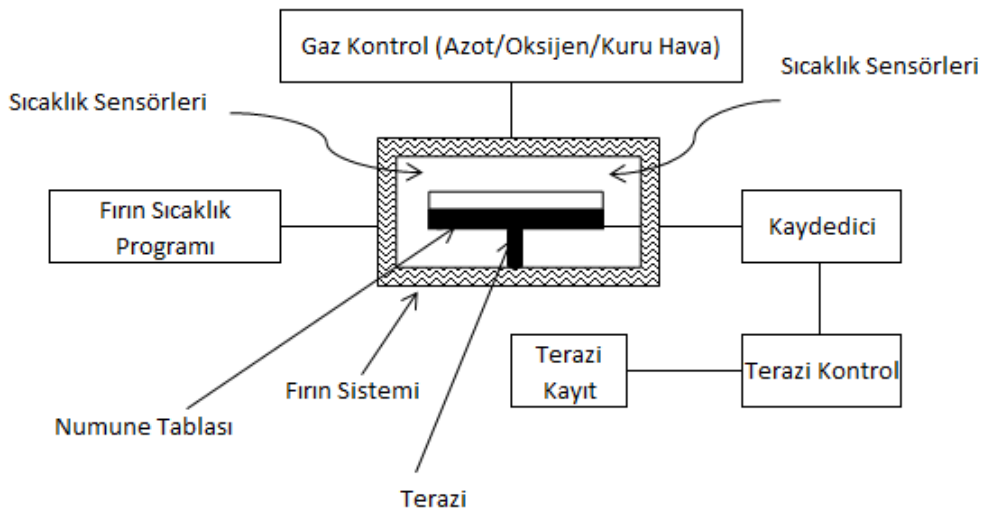 Gaz Kontrol (Azot/Oksijen/Kuru Hava)
Sıcaklık Sensörleri
Sıcaklık Sensörleri
Fırın Sıcaklık
Programı
Kaydedici
Terazi
Kayıt
Terazi Kontrol
Fırın Sistemi
Numune Tablası
Terazi